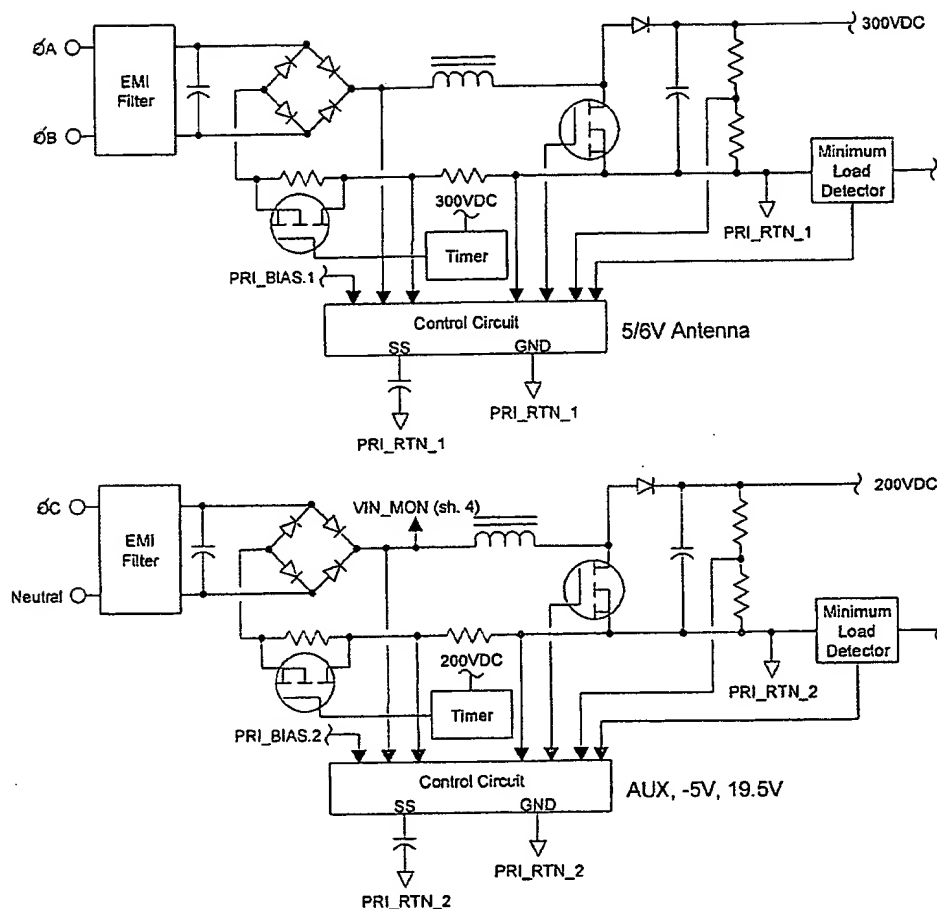 ØA
EMI
Filter
ØB
300VDC
Minimum
Load
Detector
PRI_RTN_1
300VDC
Timer
PRI_BIAS.1
Control Circuit
SS
GND
5/6V Antenna
PRI_RTN_1
PRI_RTN_1
ØC
EMI
Filter
Neutral
VIN_MON (sh. 4)
200VDC
Minimum
Load
Detector
PRI_RTN_2
200VDC
Timer
PRI_BIAS.2
Control Circuit
SS
GND
AUX, -5V, 19.5V
PRI_RTN_2
PRI_RTN_2